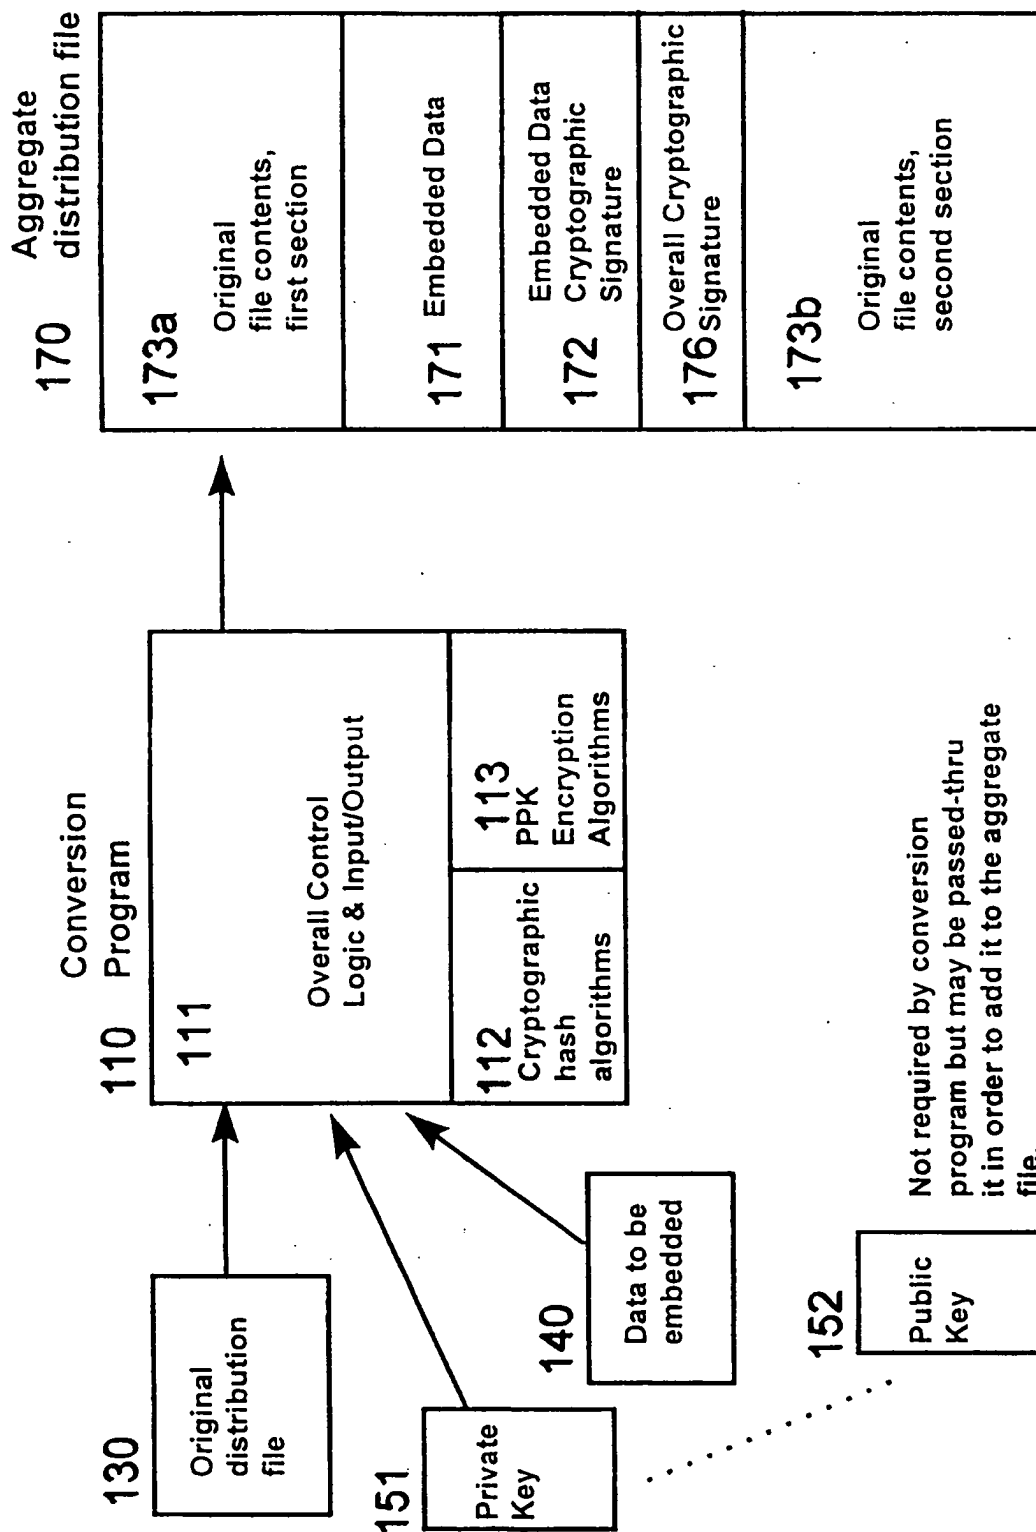 130
Original
distribution
file
151
Private
Key
140
Data to be
embedded
152
Public
Key
Not required by conversion
program but may be passed-thru
it in order to add it to the aggregate
file.
110
Conversion
Program
111
Overall Control
Logic & Input/Output
112
Cryptographic
hash
algorithms
113
PPK
Encryption
Algorithms
170
Aggregate
distribution file
173a
Original
file contents,
first section
171
Embedded Data
172
Embedded Data
Cryptographic
Signature
176
Overall Cryptographic
Signature
173b
Original
file contents,
second section